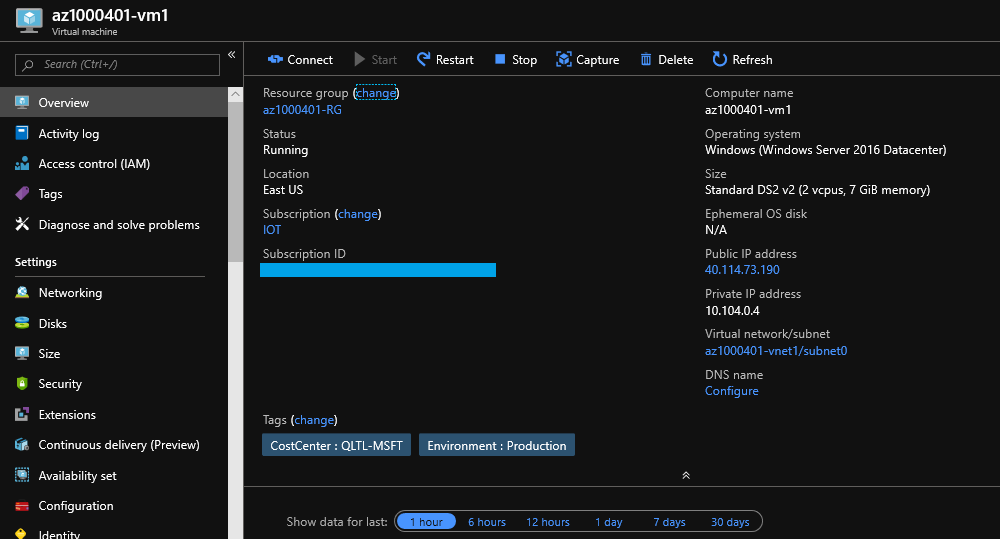 az1000401-vm1
Virtual machine
Search (Ctrl+/)
«
Overview
Activity log
Access control (IAM)
Tags
Diagnose and solve problems
Settings
Networking
Disks
Size
Security
Extensions
Continuous delivery (Preview)
Availability set
Configuration
Identity
Connect Start Restart Stop Capture Delete Refresh
Resource group (change)
az1000401-RG
Status
Running
Location
East US
Subscription (change)
IOT
Subscription ID
Computer name
az1000401-vm1
Operating system
Windows (Windows Server 2016 Datacenter)
Size
Standard DS2 v2 (2 vcpus, 7 GiB memory)
Ephemeral OS disk
N/A
Public IP address
40.114.73.190
Private IP address
10.104.0.4
Virtual network/subnet
az1000401-vnet1/subnet0
DNS name
Configure
Tags (change)
CostCenter : QLTL-MSFT Environment : Production
Show data for last: 1 hour 6 hours 12 hours 1 day 7 days 30 days